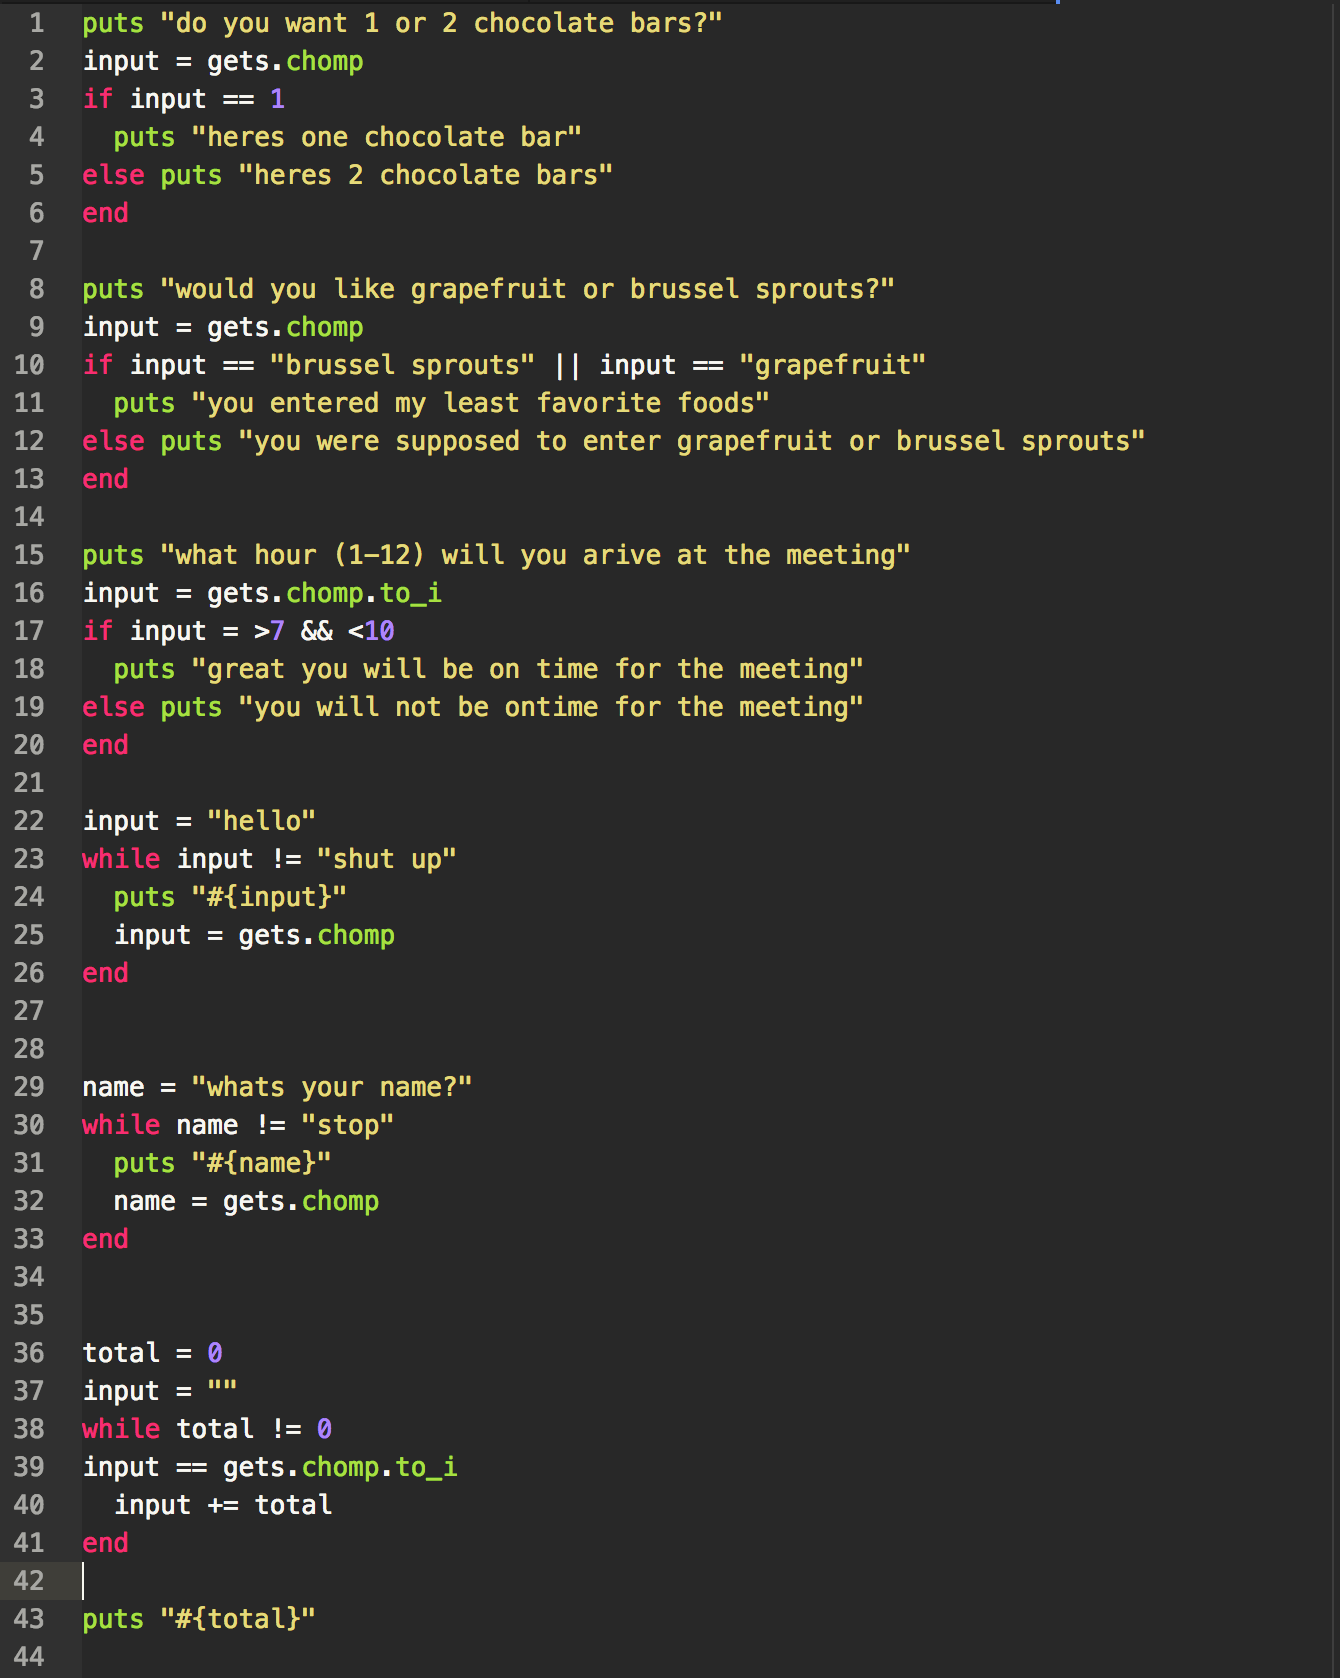 1 puts "do you want 1 or 2 chocolate bars?"
2 input = gets.chomp
3 if input == 1
4   puts "heres one chocolate bar"
5 else puts "heres 2 chocolate bars"
6 end
7
8 puts "would you like grapefruit or brussel sprouts?"
9 input = gets.chomp
10 if input == "brussel sprouts" || input == "grapefruit"
11   puts "you entered my least favorite foods"
12 else puts "you were supposed to enter grapefruit or brussel sprouts"
13 end
14
15 puts "what hour (1-12) will you arive at the meeting"
16 input = gets.chomp.to_i
17 if input = >7 && <10
18   puts "great you will be on time for the meeting"
19 else puts "you will not be ontime for the meeting"
20 end
21
22 input = "hello"
23 while input != "shut up"
24   puts "#{input}"
25   input = gets.chomp
26 end
27
28
29 name = "whats your name?"
30 while name != "stop"
31   puts "#{name}"
32   name = gets.chomp
33 end
34
35
36 total = 0
37 input = ""
38 while total != 0
39 input == gets.chomp.to_i
40   input += total
41 end
42
43 puts "#{total}"
44